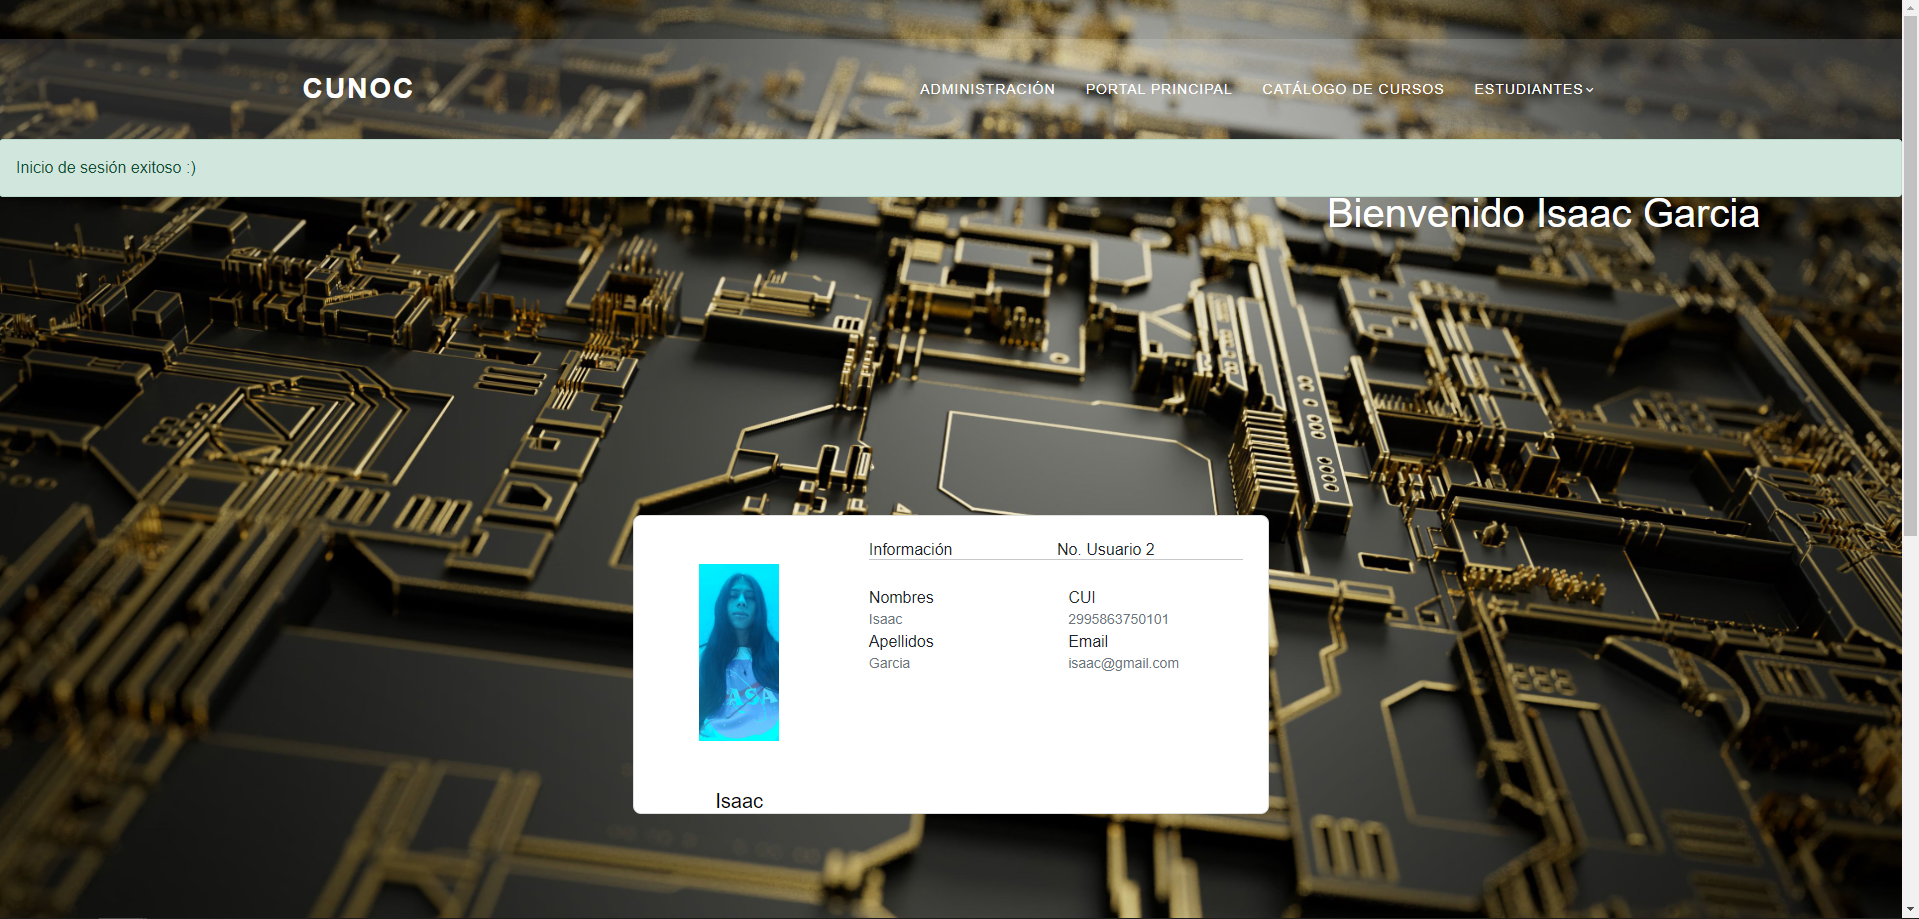 CUNOC
ADMINISTRACIÓN PORTAL PRINCIPAL CATÁLOGO DE CURSOS ESTUDIANTES
Inicio de sesión exitoso :)
Bienvenido Isaac Garcia
Información No. Usuario 2
Nombres CUI
Isaac 2995863750101
Apellidos Email
Garcia isaac@gmail.com
ASA
Isaac